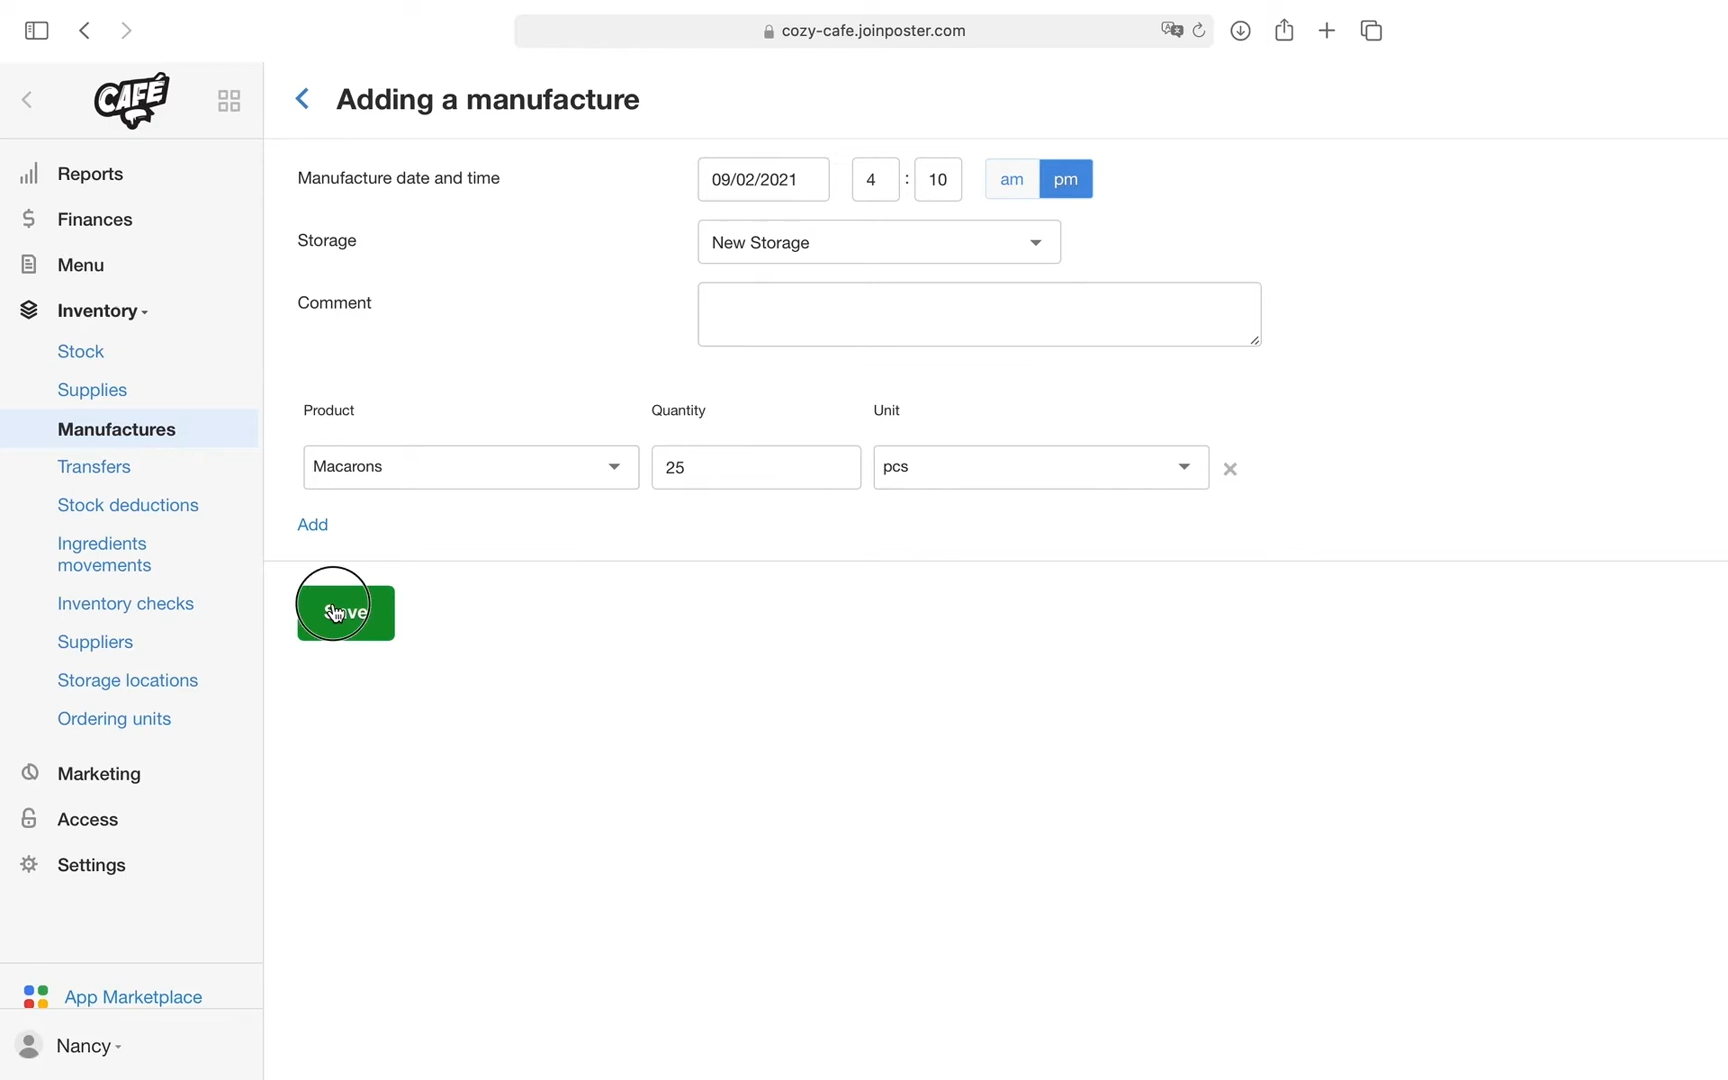 cozy-cafe.joinposter.com
CAFÉ
Adding a manufacture
Reports
Finances
Menu
Inventory
Stock
Supplies
Manufactures
Transfers
Stock deductions
Ingredients
movements
Inventory checks
Suppliers
Storage locations
Ordering units
Marketing
Access
Settings
App Marketplace
Nancy
Manufacture date and time
09/02/2021 4 : 10 am pm
Storage
New Storage
Comment
Product Quantity Unit
Macarons 25 pcs
Add
Save